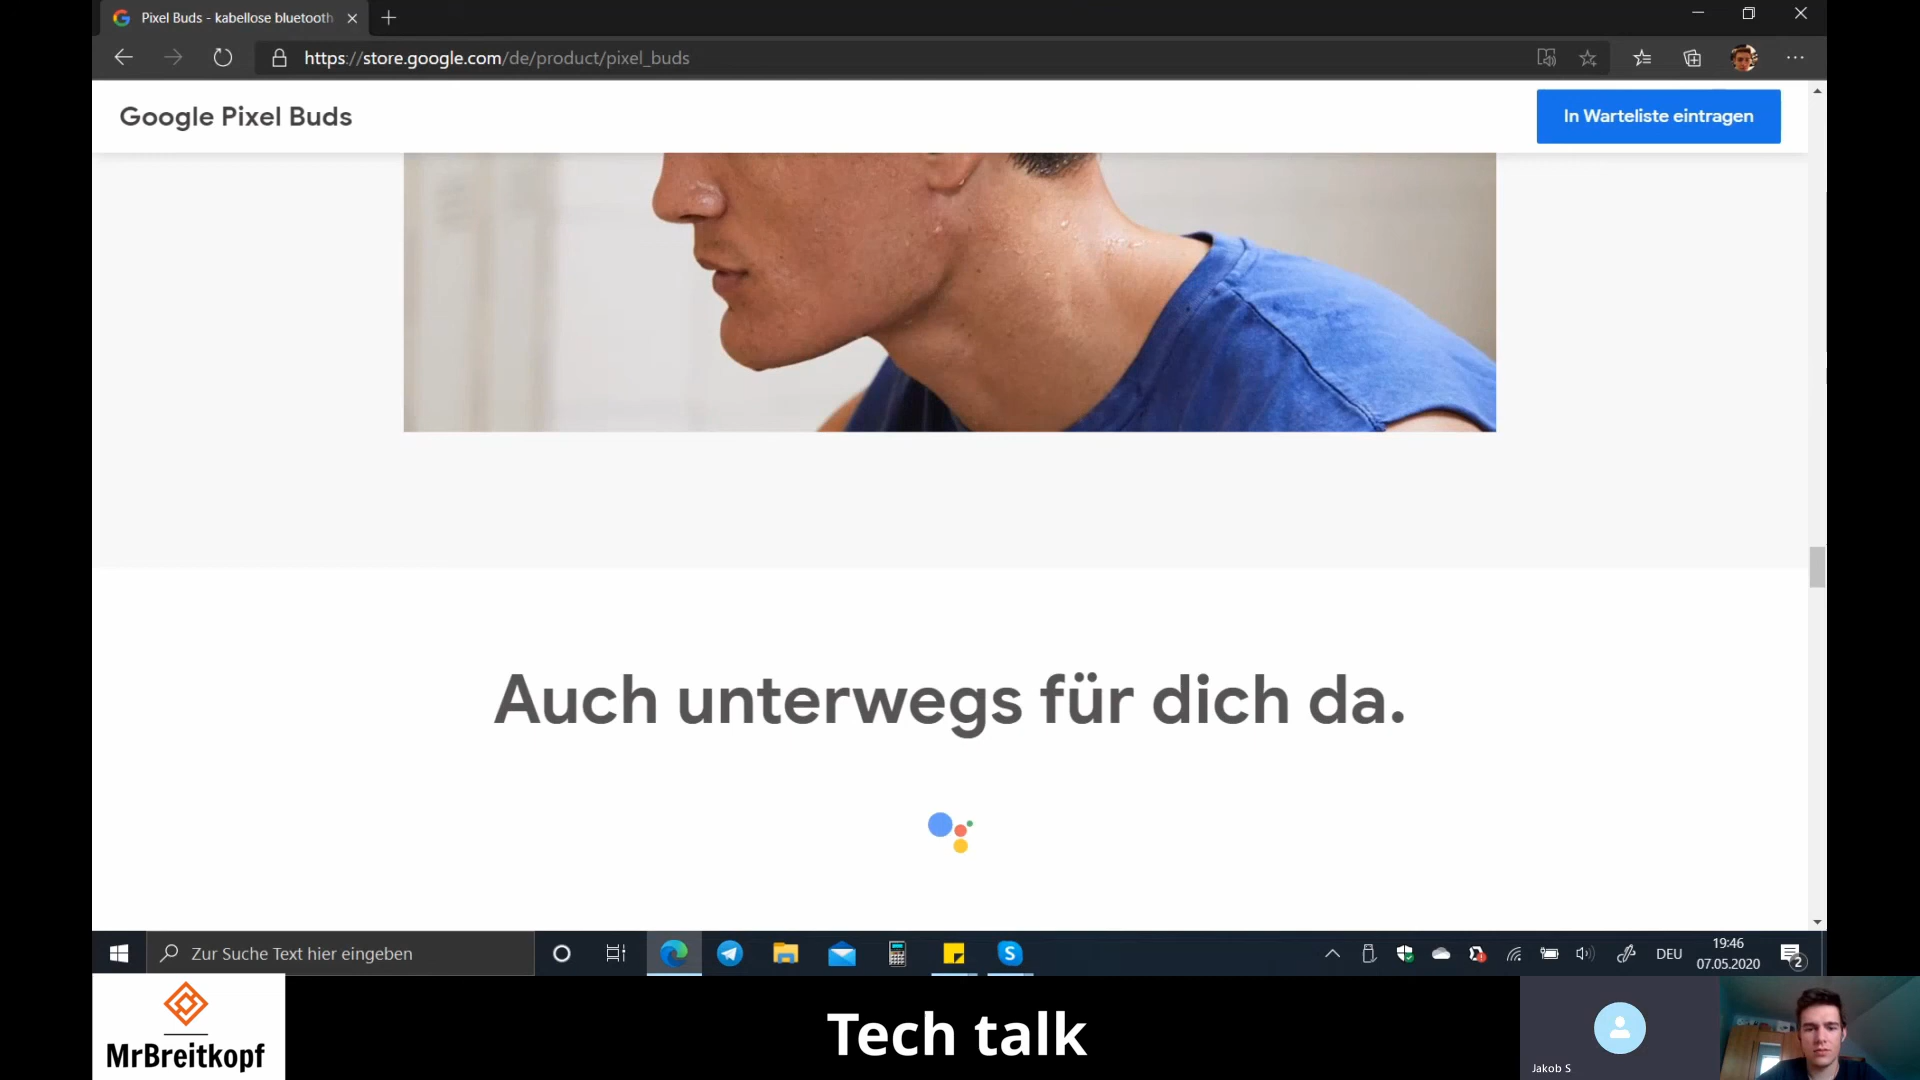 Pixel Buds - kabellose bluetooth
https://store.google.com/de/product/pixel_buds
Google Pixel Buds
In Warteliste eintragen
Auch unterwegs für dich da.
Zur Suche Text hier eingeben
DEU
19:46
07.05.2020
2
MrBreitkopf
Tech talk
Jakob S